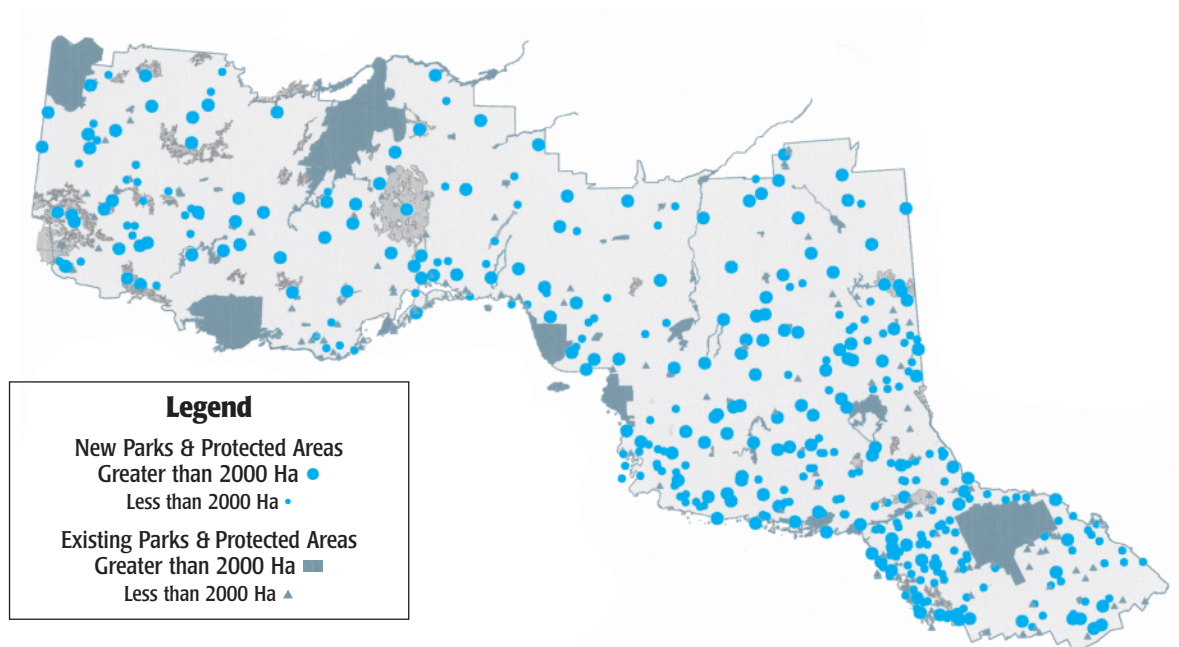 Legend
New Parks & Protected Areas
Greater than 2000 Ha
Less than 2000 Ha
Existing Parks & Protected Areas
Greater than 2000 Ha
Less than 2000 Ha